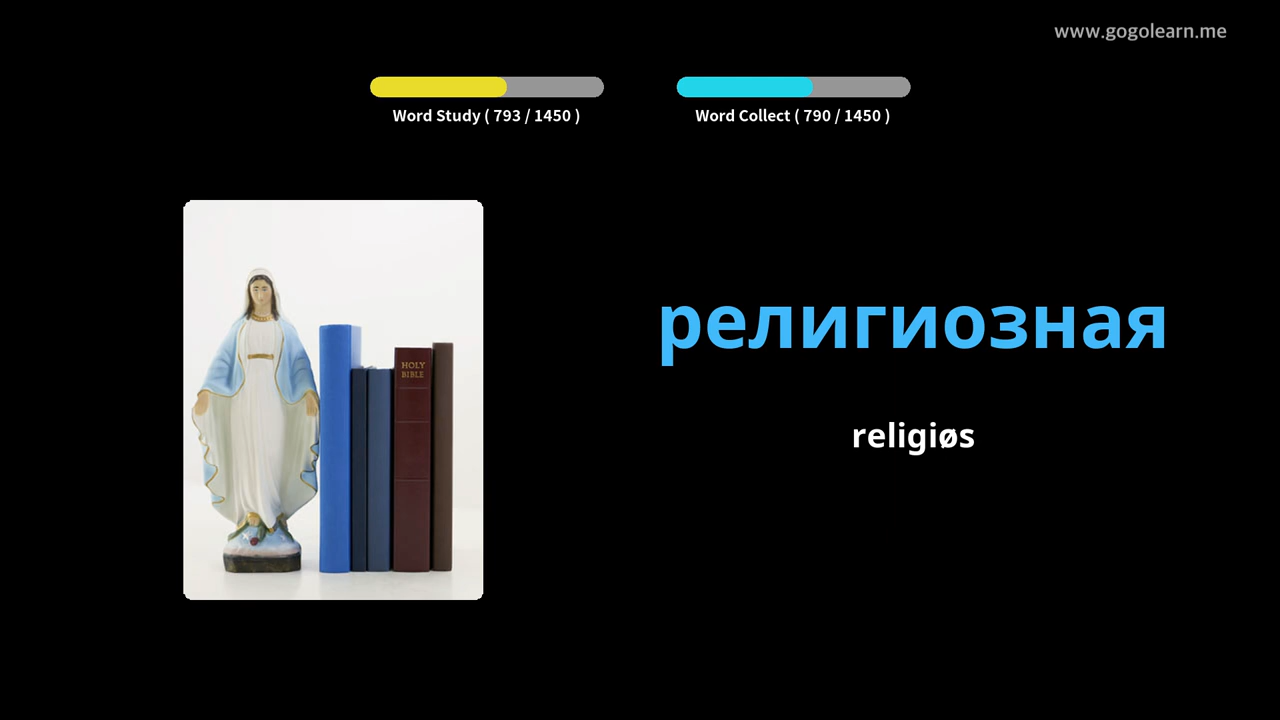 www.gogolearn.me
Word Study ( 793 / 1450 )
Word Collect ( 790 / 1450 )
HOLY
BIBLE
религиозная
religiøs